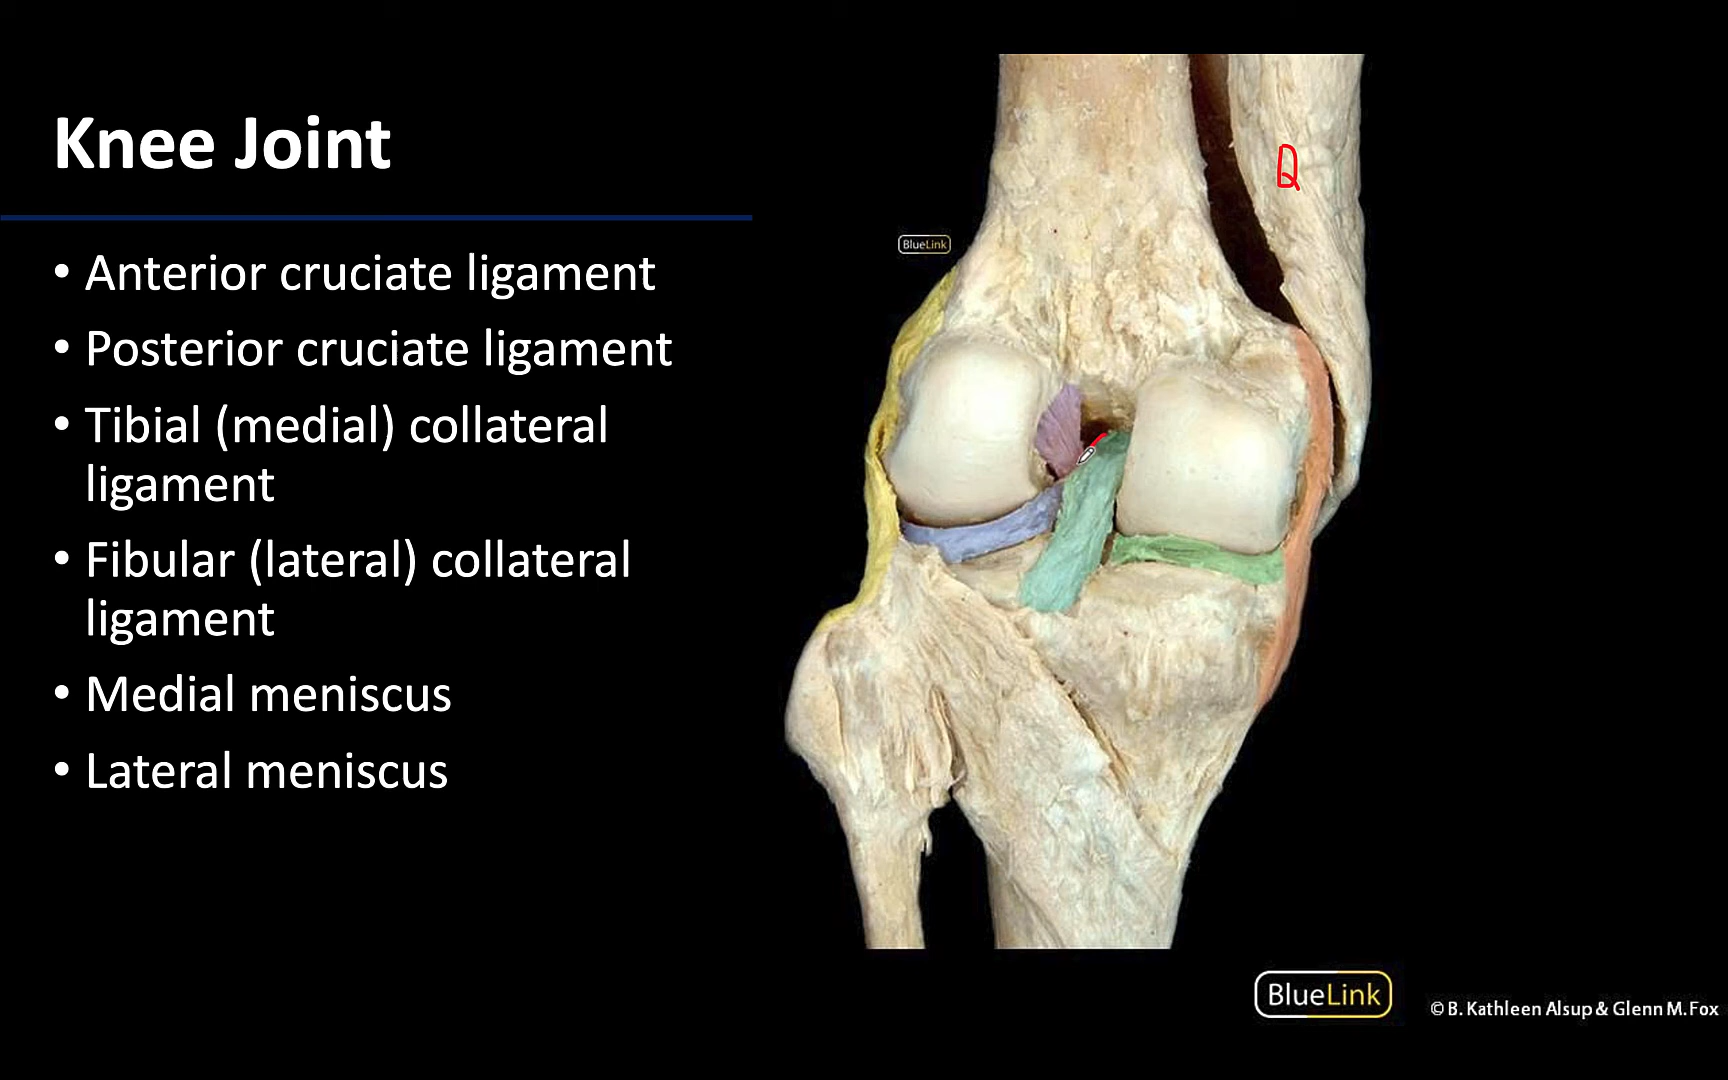 Knee Joint
• Anterior cruciate ligament
• Posterior cruciate ligament
• Tibial (medial) collateral
ligament
• Fibular (lateral) collateral
ligament
• Medial meniscus
• Lateral meniscus
BlueLink
Q
BlueLink
© B. Kathleen Alsup & Glenn M. Fox